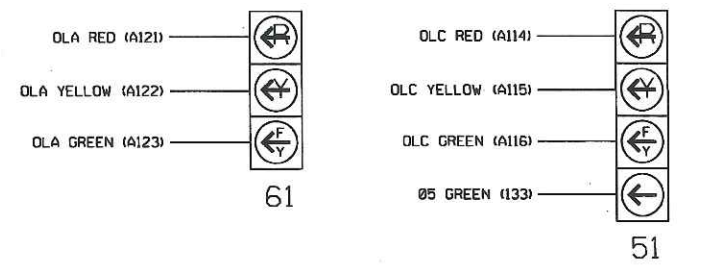 OLA RED (A121)
R
OLA YELLOW (A122)
Y
OLA GREEN (A123)
F
Y
61
OLC RED (A114)
R
OLC YELLOW (A115)
Y
OLC GREEN (A116)
F
Y
Ø5 GREEN (133)
51